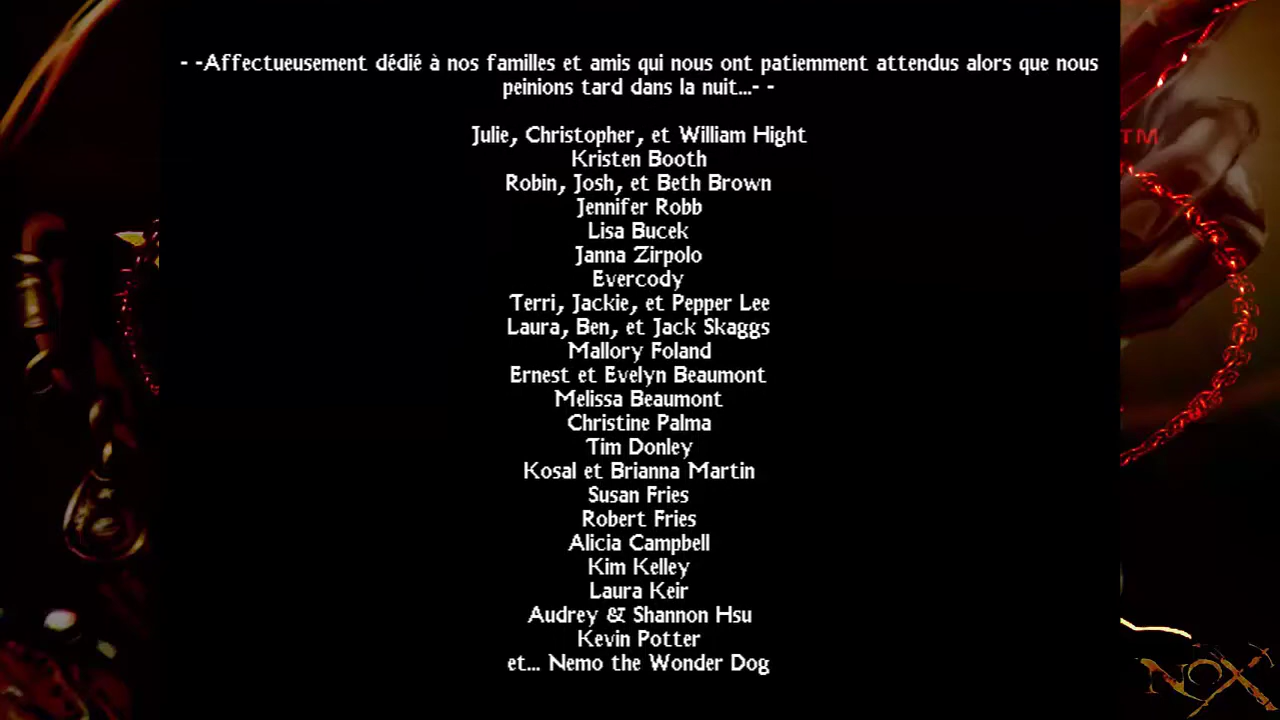 - -Affectueusement dédié à nos familles et amis qui nous ont patiemment attendus alors que nous
peinions tard dans la nuit...- -
Julie, Christopher, et William Hight
Kristen Booth
Robin, Josh, et Beth Brown
Jennifer Robb
Lisa Bucek
Janna Zirpolo
Evercody
Terri, Jackie, et Pepper Lee
Laura, Ben, et Jack Skaggs
Mallory Foland
Ernest et Evelyn Beaumont
Melissa Beaumont
Christine Palma
Tim Donley
Kosal et Brianna Martin
Susan Fries
Robert Fries
Alicia Campbell
Kim Kelley
Laura Keir
Audrey & Shannon Hsu
Kevin Potter
et... Nemo the Wonder Dog
TM
NOX